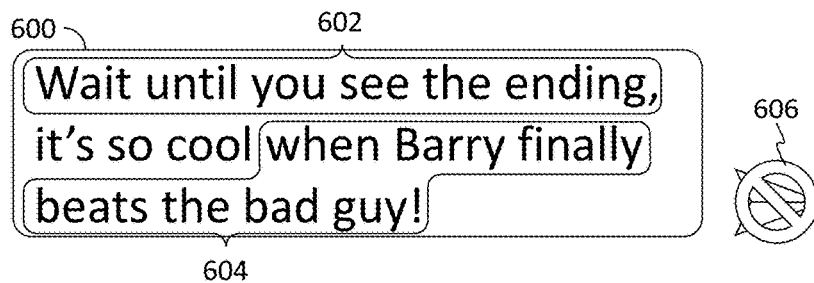 600
602
Wait until you see the ending,
it's so cool when Barry finally
beats the bad guy!
606
604